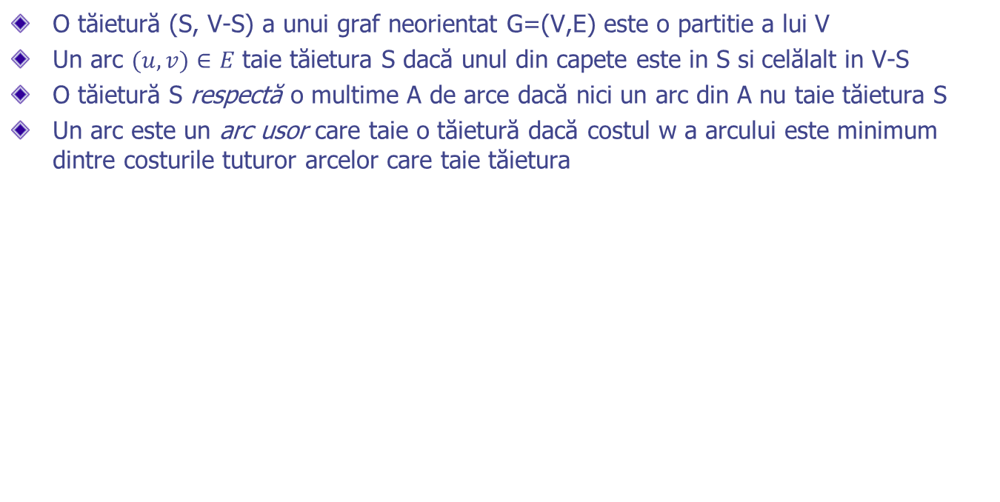 O tăietură (S, V-S) a unui graf neorientat G=(V,E) este o partitie a lui V
Un arc (u, v) ∈ E taie tăietura S dacă unul din capete este in S si celălalt in V-S
O tăietură S respectă o multime A de arce dacă nici un arc din A nu taie tăietura S
Un arc este un arc usor care taie o tăietură dacă costul w a arcului este minimum
dintre costurile tuturor arcelor care taie tăietura